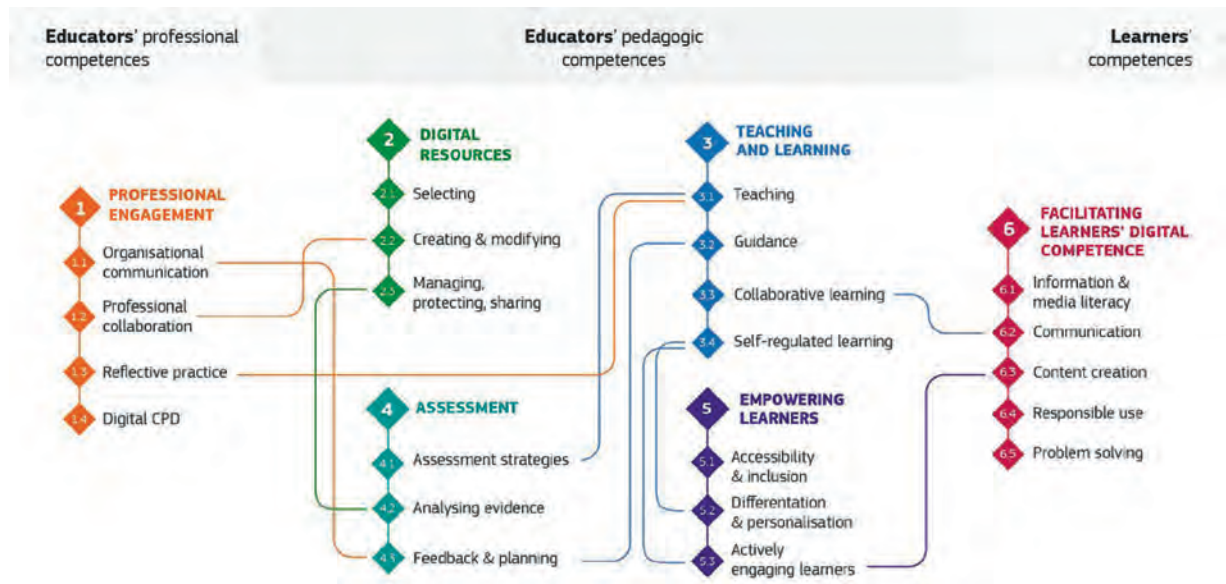 Educators' professional
competences
Educators' pedagogic
competences
Learners'
competences
1
PROFESSIONAL
ENGAGEMENT
1.1
Organisational
communication
1.2
Professional
collaboration
1.3
Reflective practice
1.4
Digital CPD
2
DIGITAL
RESOURCES
2.1
Selecting
2.2
Creating & modifying
2.3
Managing,
protecting, sharing
3
TEACHING
AND LEARNING
3.1
Teaching
3.2
Guidance
3.3
Collaborative learning
3.4
Self-regulated learning
4
ASSESSMENT
4.1
Assessment strategies
4.2
Analysing evidence
4.3
Feedback & planning
5
EMPOWERING
LEARNERS
5.1
Accessibility
& inclusion
5.2
Differentation
& personalisation
5.3
Actively
engaging learners
6
FACILITATING
LEARNERS' DIGITAL
COMPETENCE
6.1
Information &
media literacy
6.2
Communication
6.3
Content creation
6.4
Responsible use
6.5
Problem solving